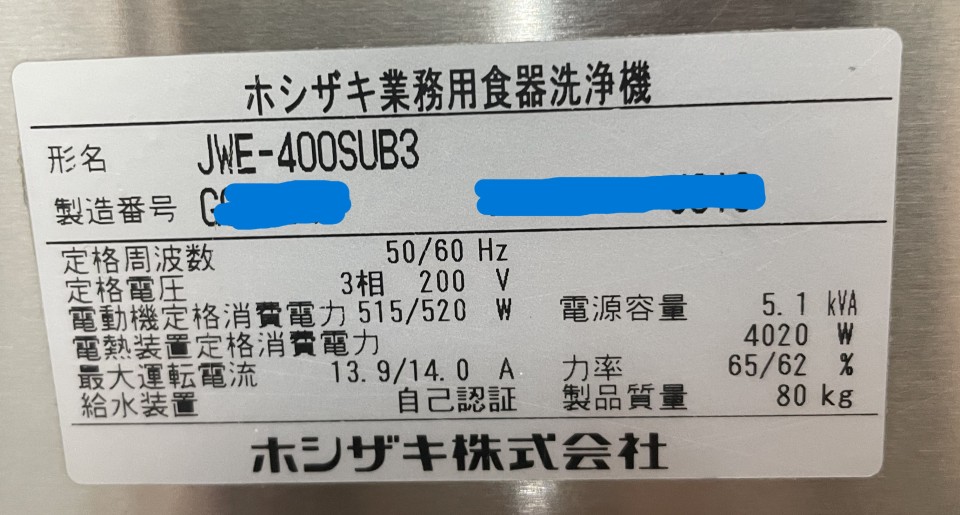 ホシザキ業務用食器洗浄機
形名 JWE-400SUB3
製造番号
定格周波数 50/60 Hz
定格電圧 3相 200 V
電動機定格消費電力 515/520 W 電源容量 5.1 kVA
電熱装置定格消費電力 4020 W
最大運転電流 13.9/14.0 A 力率 65/62 %
給水装置 自己認証 製品質量 80 kg
ホシザキ株式会社